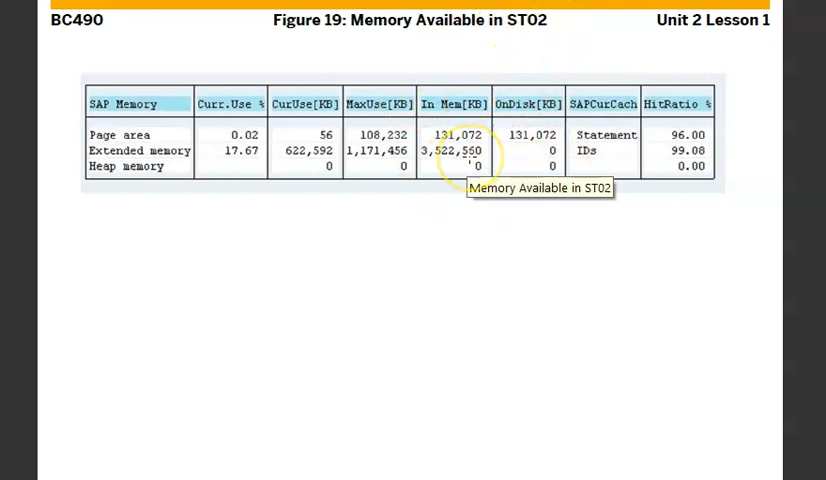 BC490 Figure 19: Memory Available in ST02 Unit 2 Lesson 1
SAP Memory Curr.Use % CurUse[KB] MaxUse[KB] In Mem[KB] OnDisk[KB] SAPCurCach HitRatio %
Page area 0.02 56 108,232 131,072 131,072 Statement 96.00
Extended memory 17.67 622,592 1,171,456 3,522,560 0 IDs 99.08
Heap memory 0 0 0 0 0.00
Memory Available in ST02